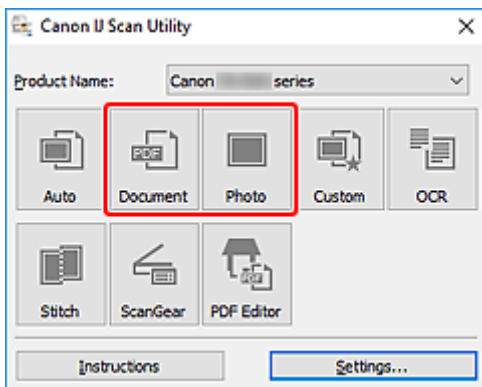 Canon IJ Scan Utility
Product Name: Canon series
PDF
Auto Document Photo Custom OCR
PDF
Stitch ScanGear PDF Editor
Instructions Settings...